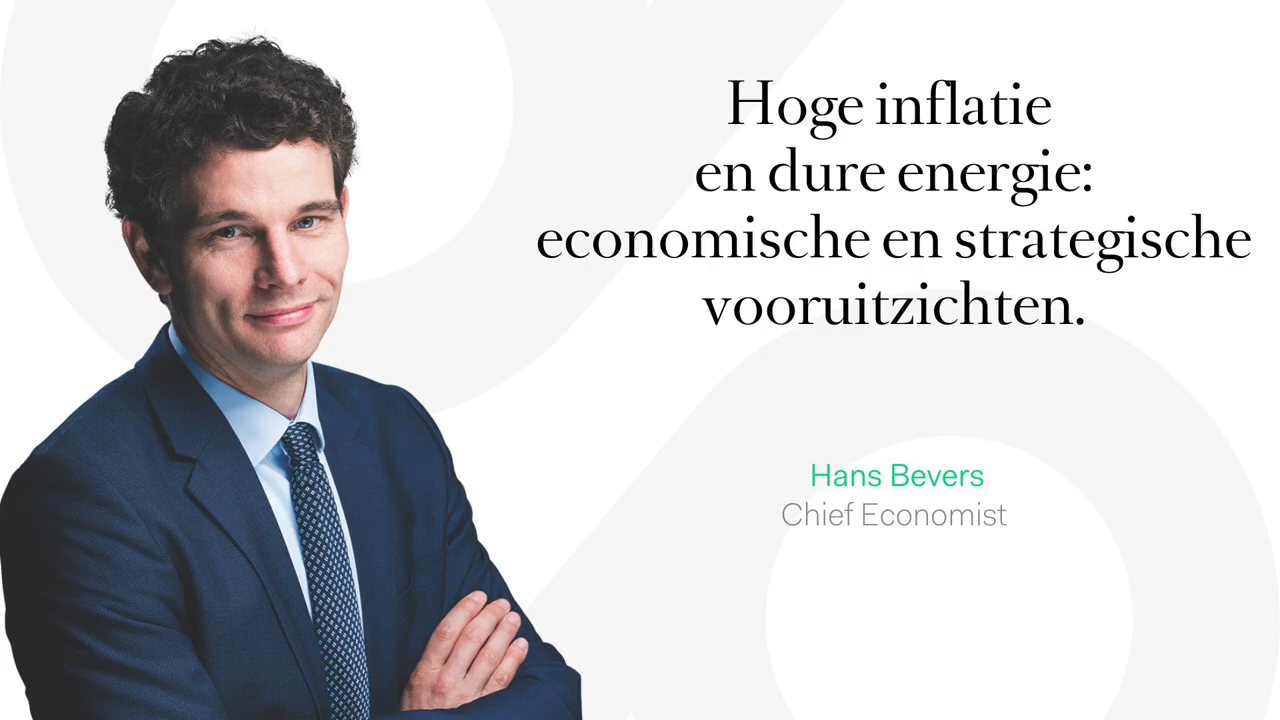 Hoge inflatie
en dure energie:
economische en strategische
vooruitzichten.
Hans Bevers
Chief Economist